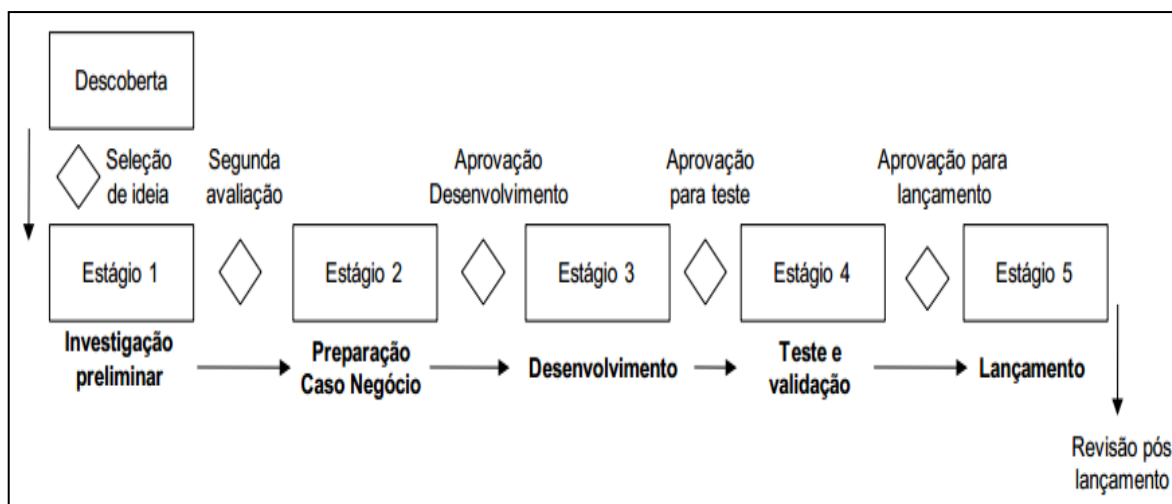 Descoberta
Seleção
de ideia
Segunda
avaliação
Aprovação
Desenvolvimento
Aprovação
para teste
Aprovação para
lançamento
Estágio 1
Estágio 2
Estágio 3
Estágio 4
Estágio 5
Investigação
preliminar
Preparação
Caso Negócio
Desenvolvimento
Teste e
validação
Lançamento
Revisão pós
lançamento